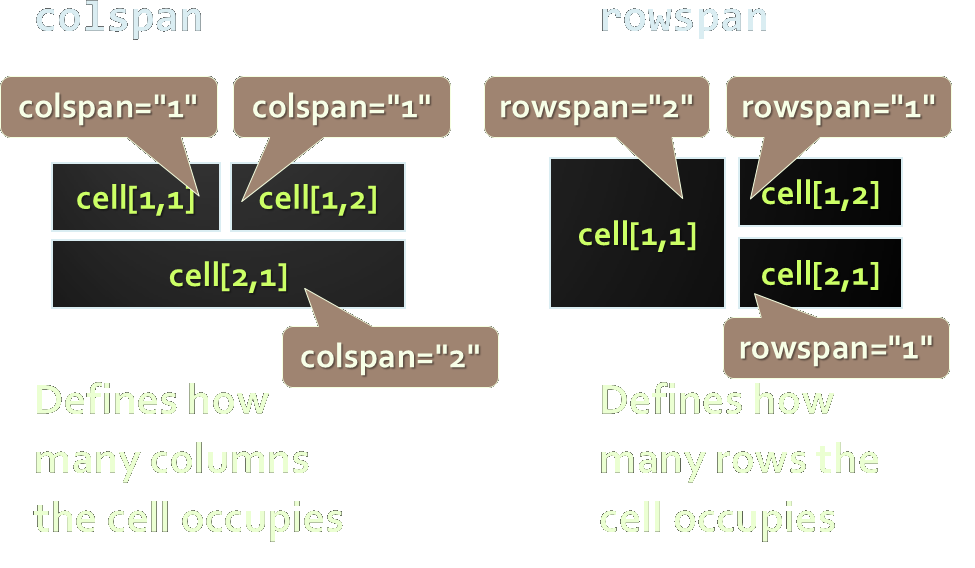 colspan
colspan="1"
colspan="1"
cell[1,1]
cell[1,2]
cell[2,1]
colspan="2"
Defines how
many columns
the cell occupies
rowspan
rowspan="2"
rowspan="1"
cell[1,1]
cell[1,2]
cell[2,1]
rowspan="1"
Defines how
many rows the
cell occupies